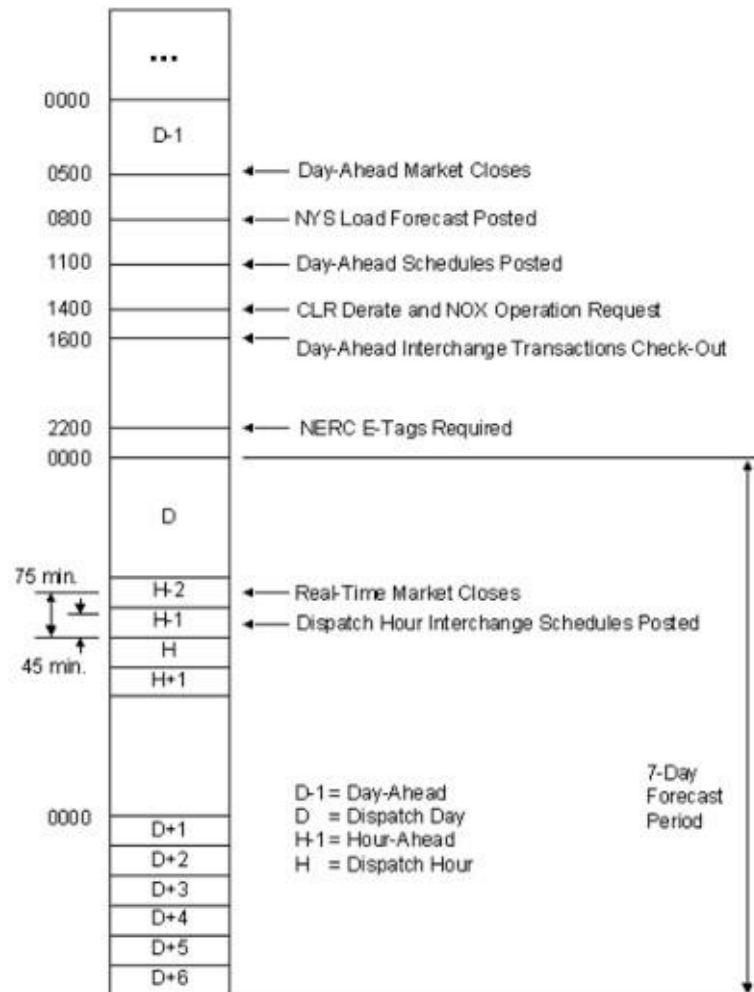 ...
0000
D-1
0500 Day-Ahead Market Closes
0800 NYS Load Forecast Posted
1100 Day-Ahead Schedules Posted
1400 CLR Derate and NOX Operation Request
1600 Day-Ahead Interchange Transactions Check-Out
2200 NERC E-Tags Required
0000
D
75 min. H-2 Real-Time Market Closes
H-1 Dispatch Hour Interchange Schedules Posted
45 min. H
H+1
7-Day
Forecast
Period
D-1 = Day-Ahead
D = Dispatch Day
H-1 = Hour-Ahead
H = Dispatch Hour
0000
D+1
D+2
D+3
D+4
D+5
D+6